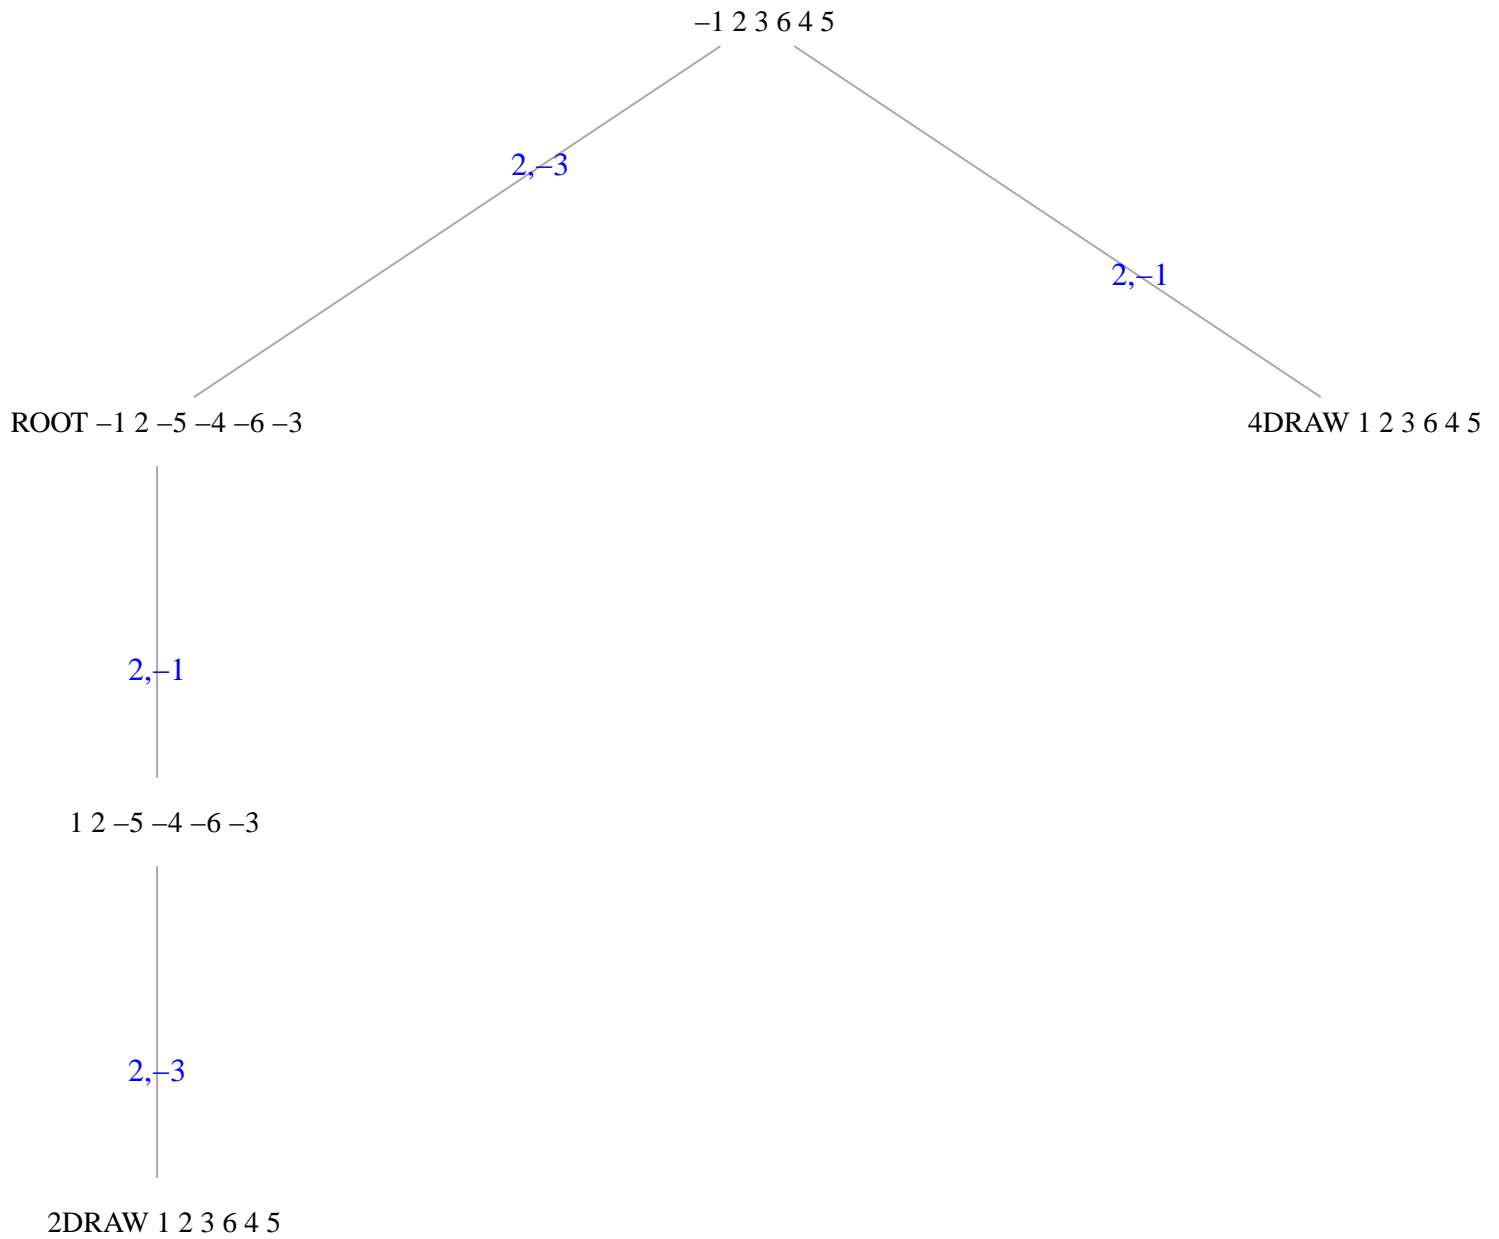 –1 2 3 6 4 5
2,–3
2,–1
ROOT –1 2 –5 –4 –6 –3
4DRAW 1 2 3 6 4 5
2,–1
1 2 –5 –4 –6 –3
2,–3
2DRAW 1 2 3 6 4 5